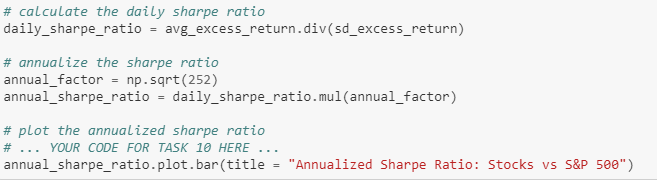 # calculate the daily sharpe ratio
daily_sharpe_ratio = avg_excess_return.div(sd_excess_return)
# annualize the sharpe ratio
annual_factor = np.sqrt(252)
annual_sharpe_ratio = daily_sharpe_ratio.mul(annual_factor)
# plot the annualized sharpe ratio
# ... YOUR CODE FOR TASK 10 HERE ...
annual_sharpe_ratio.plot.bar(title = "Annualized Sharpe Ratio: Stocks vs S&P 500")